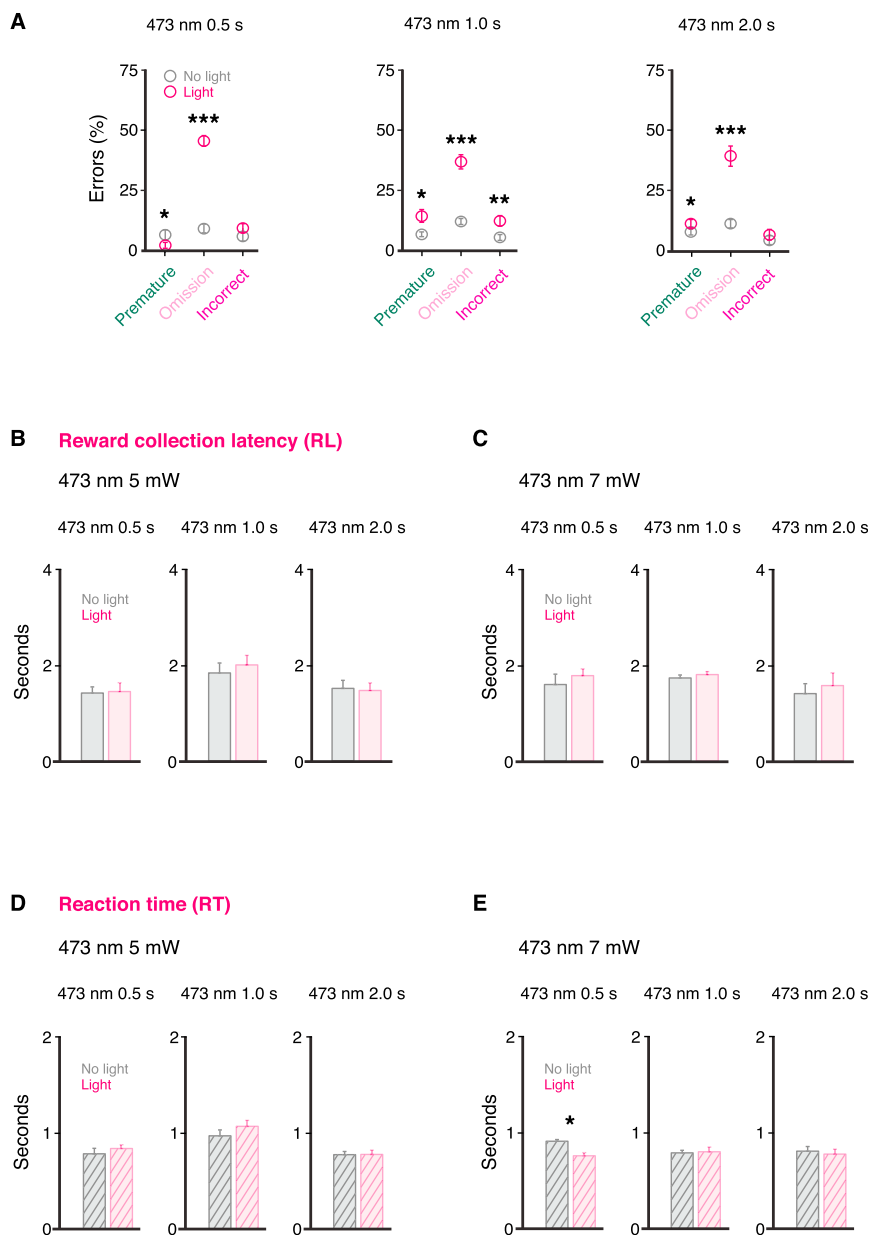 A
473 nm 0.5 s
473 nm 1.0 s
473 nm 2.0 s
Errors (%)
75
50
25
0
No light
Light
*
***
Premature
Omission
Incorrect
75
50
25
0
*
***
**
Premature
Omission
Incorrect
75
50
25
0
*
***
Premature
Omission
Incorrect
B
Reward collection latency (RL)
473 nm 5 mW
473 nm 0.5 s
473 nm 1.0 s
473 nm 2.0 s
Seconds
4
2
0
No light
Light
4
2
0
4
2
0
C
473 nm 7 mW
473 nm 0.5 s
473 nm 1.0 s
473 nm 2.0 s
Seconds
4
2
0
No light
Light
4
2
0
4
2
0
D
Reaction time (RT)
473 nm 5 mW
473 nm 0.5 s
473 nm 1.0 s
473 nm 2.0 s
Seconds
2
1
0
No light
Light
2
1
0
2
1
0
E
473 nm 7 mW
473 nm 0.5 s
473 nm 1.0 s
473 nm 2.0 s
Seconds
2
1
0
No light
Light
*
2
1
0
2
1
0